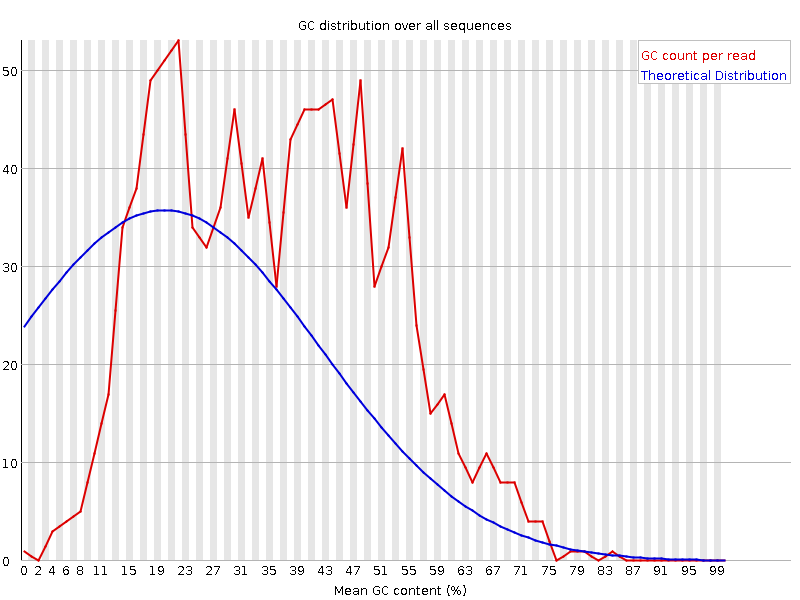 GC distribution over all sequences
GC count per read
Theoretical Distribution
50
40
30
20
10
0
0 2 4 6 8 11 15 19 23 27 31 35 39 43 47 51 55 59 63 67 71 75 79 83 87 91 95 99
Mean GC content (%)